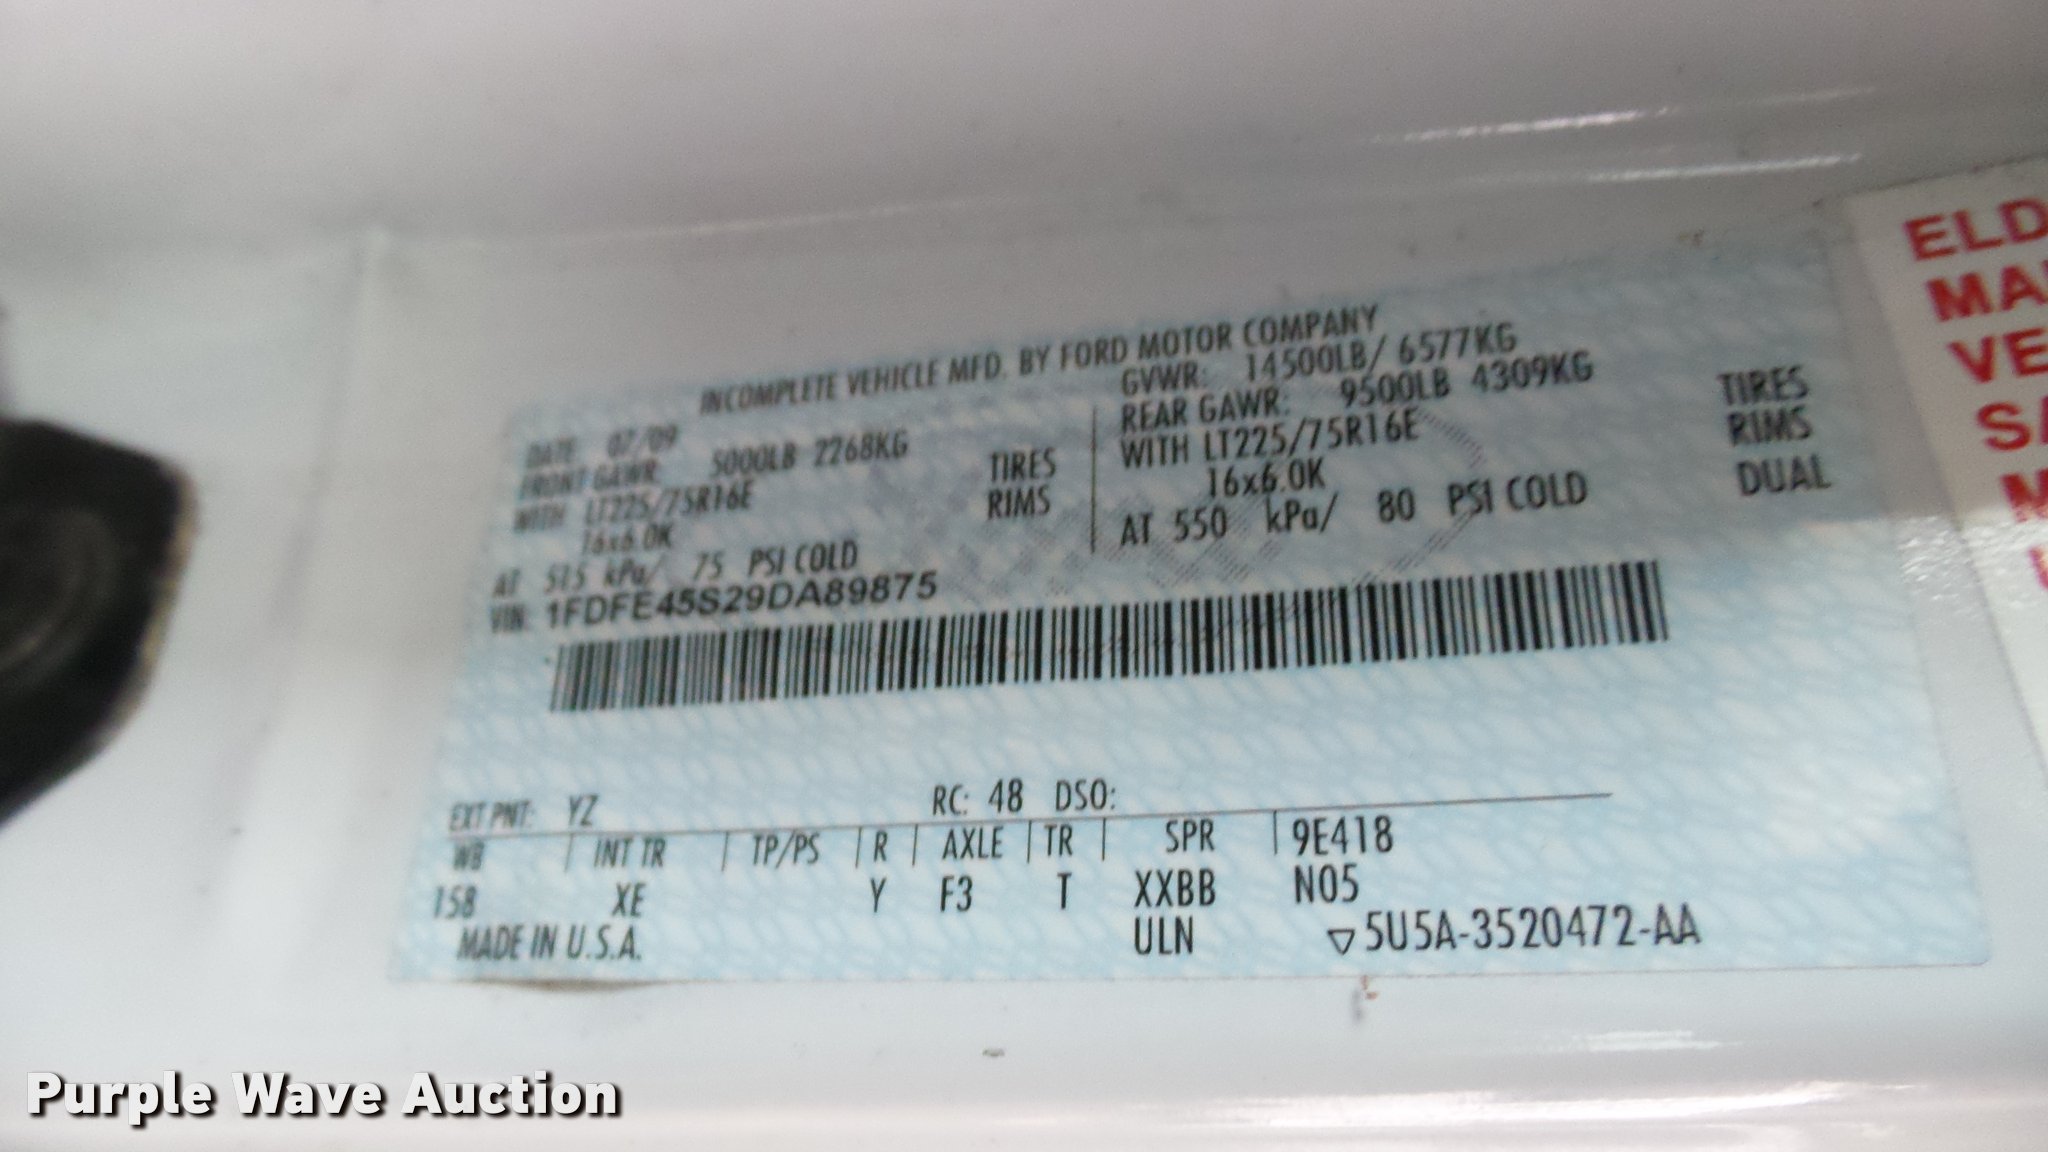 INCOMPLETE VEHICLE MFD. BY FORD MOTOR COMPANY
DATE: 07/09
GVWR: 14500LB/ 6577KG
FRONT GAWR: 5000LB 2268KG
WITH LT225/75R16E TIRES
16x6.0K RIMS
AT 515 kPa/ 75 PSI COLD
REAR GAWR: 9500LB 4309KG
WITH LT225/75R16E TIRES
16x6.0K RIMS
AT 550 kPa/ 80 PSI COLD DUAL
VIN: 1FDFE45S29DA89875
EXT PNT: YZ RC: 48 DSO:
WB INT TR TP/PS R AXLE TR SPR 9E418
158 XE Y F3 T XXBB N05
MADE IN U.S.A. ULN ▽5U5A-3520472-AA
ELD
MA
VE
SA
M
Purple Wave Auction